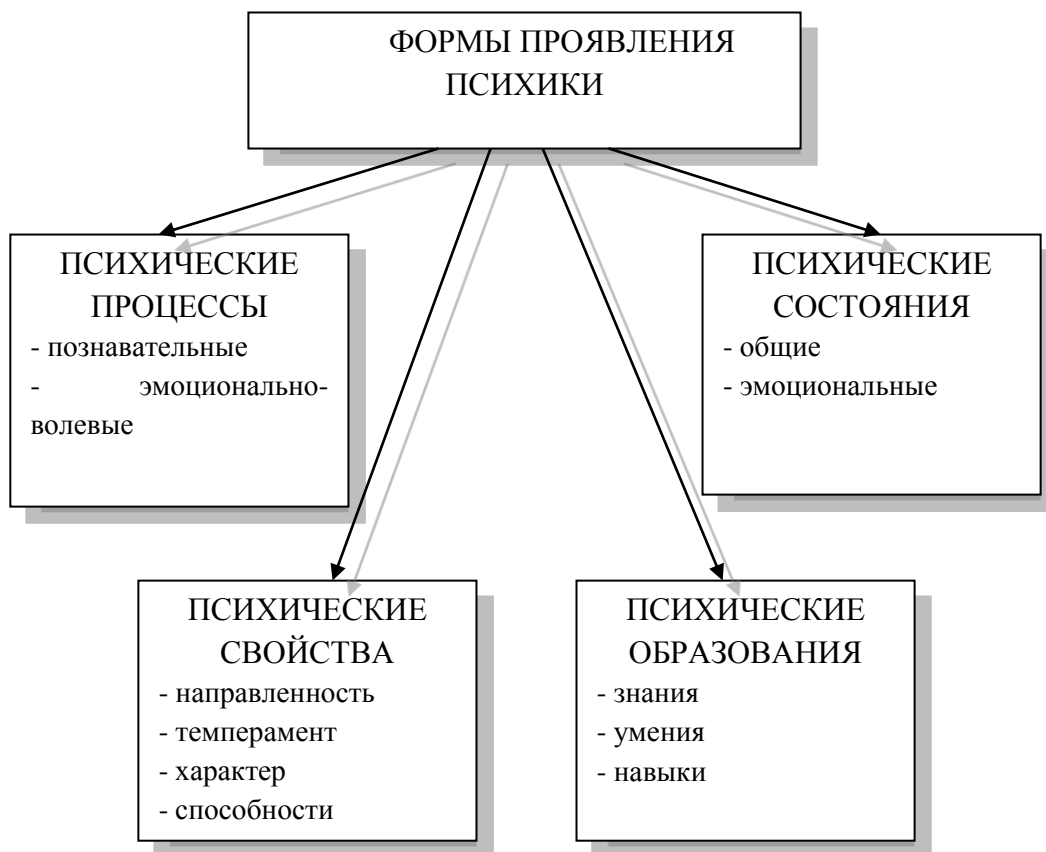 ФОРМЫ ПРОЯВЛЕНИЯ
ПСИХИКИ
ПСИХИЧЕСКИЕ
ПРОЦЕССЫ
- познавательные
- эмоционально-
волевые
ПСИХИЧЕСКИЕ
СОСТОЯНИЯ
- общие
- эмоциональные
ПСИХИЧЕСКИЕ
СВОЙСТВА
- направленность
- темперамент
- характер
- способности
ПСИХИЧЕСКИЕ
ОБРАЗОВАНИЯ
- знания
- умения
- навыки